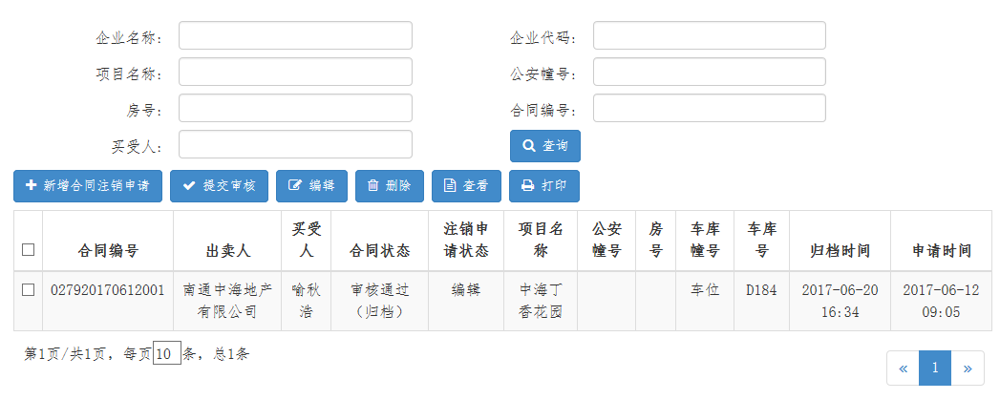 企业名称： 企业代码：
项目名称： 公安幢号：
房号： 合同编号：
买受人： 查询
新增合同注销申请 提交审核 编辑 删除 查看 打印
合同编号 出卖人 买受人 合同状态 注销申请状态 项目名称 公安幢号 房号 车库幢号 车库号 归档时间 申请时间
027920170612001 南通中海地产有限公司 喻秋浩 审核通过（归档） 编辑 中海丁香花园 车位 D184 2017-06-20 16:34 2017-06-12 09:05
第1页/共1页，每页10条，总1条
« 1 »